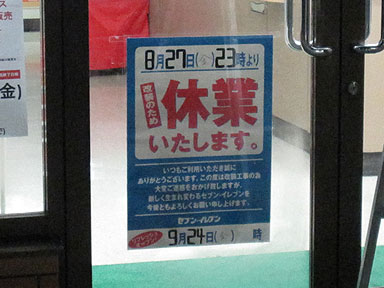 8月27日(金)23時より
改装のため
休業
いたします。
いつもご利用いただき誠に
ありがとうございます。この度は改装工事の為
大変ご迷惑をおかけ致しますが、
新しく生まれ変わるセブン-イレブンを
今後ともよろしくお願い申し上げます。
セブン-イレブン
9月24日(金) 時
ス
販売
金)